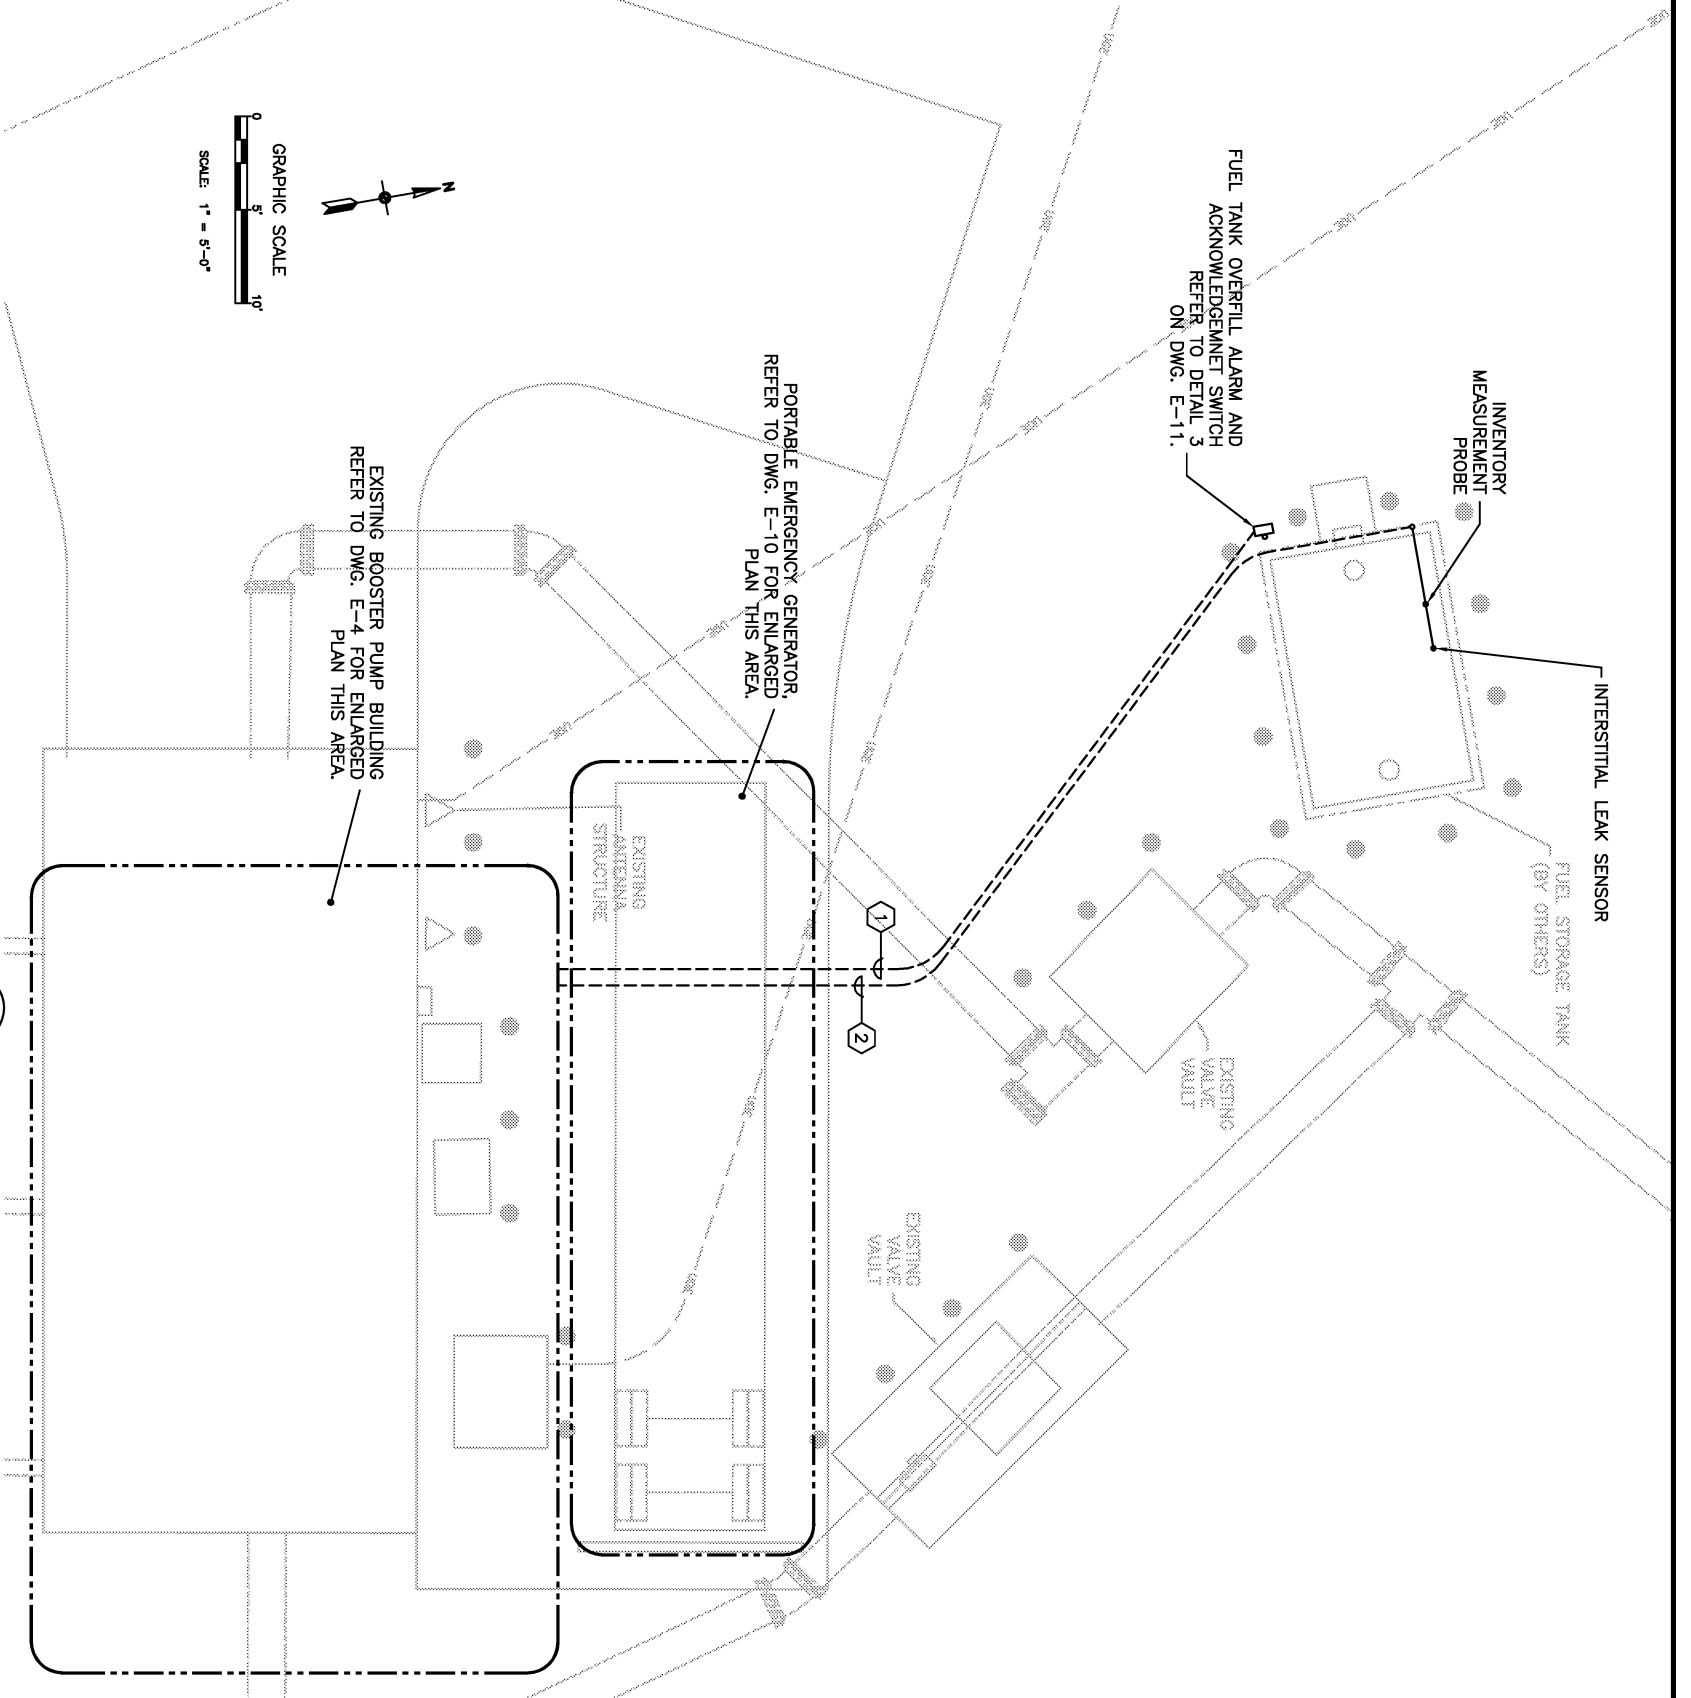 INTERSTITIAL LEAK SENSOR
FUEL STORAGE TANK
(BY OTHERS)
INVENTORY
MEASUREMENT
PROBE
FUEL TANK OVERFILL ALARM AND
ACKNOWLEDGEMNET SWITCH
REFER TO DETAIL 3
ON DWG. E-11.
EXISTING
VALVE
VAULT
EXISTING
VALVE
VAULT
1
2
PORTABLE EMERGENCY GENERATOR.
REFER TO DWG. E-10 FOR ENLARGED
PLAN THIS AREA.
EXISTING
ANTENNA
STRUCTURE
EXISTING BOOSTER PUMP BUILDING
REFER TO DWG. E-4 FOR ENLARGED
PLAN THIS AREA.
N
GRAPHIC SCALE
0 5' 10'
SCALE: 1" = 5'-0"